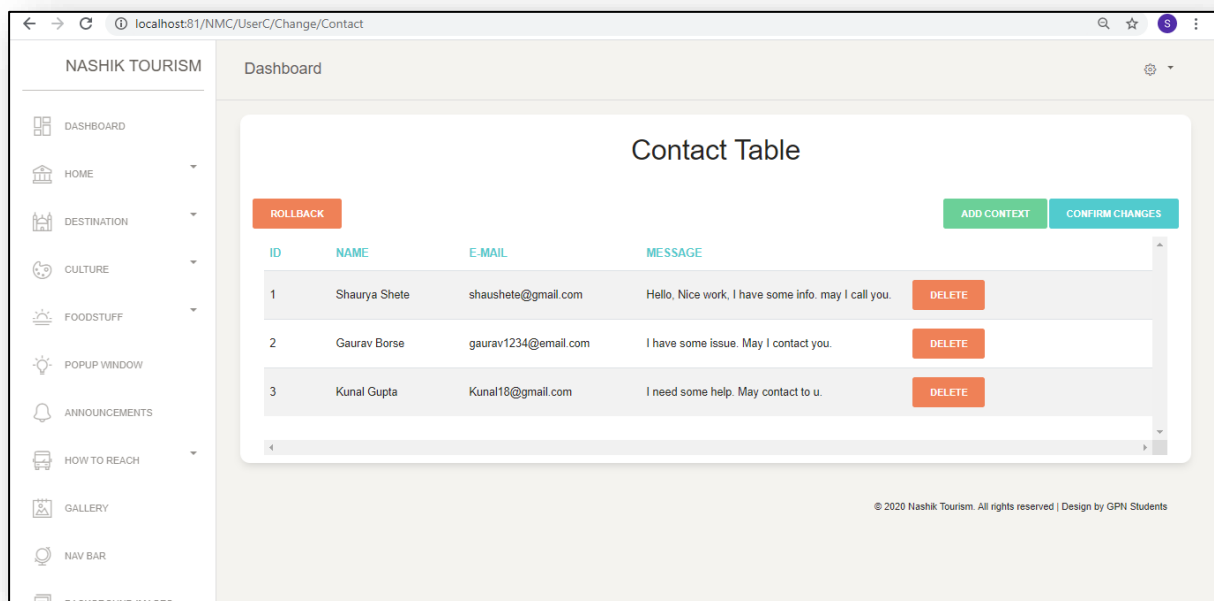 localhost:81/NMC/UserC/Change/Contact
S
NASHIK TOURISM
Dashboard
DASHBOARD
HOME
DESTINATION
CULTURE
FOODSTUFF
POPUP WINDOW
ANNOUNCEMENTS
HOW TO REACH
GALLERY
NAV BAR
BACKGROUND IMAGES
Contact Table
ROLLBACK ADD CONTEXT CONFIRM CHANGES
ID NAME E-MAIL MESSAGE
1 Shaurya Shete shaushete@gmail.com Hello, Nice work, I have some info. may I call you. DELETE
2 Gaurav Borse gaurav1234@email.com I have some issue. May I contact you. DELETE
3 Kunal Gupta Kunal18@gmail.com I need some help. May contact to u. DELETE
© 2020 Nashik Tourism. All rights reserved | Design by GPN Students